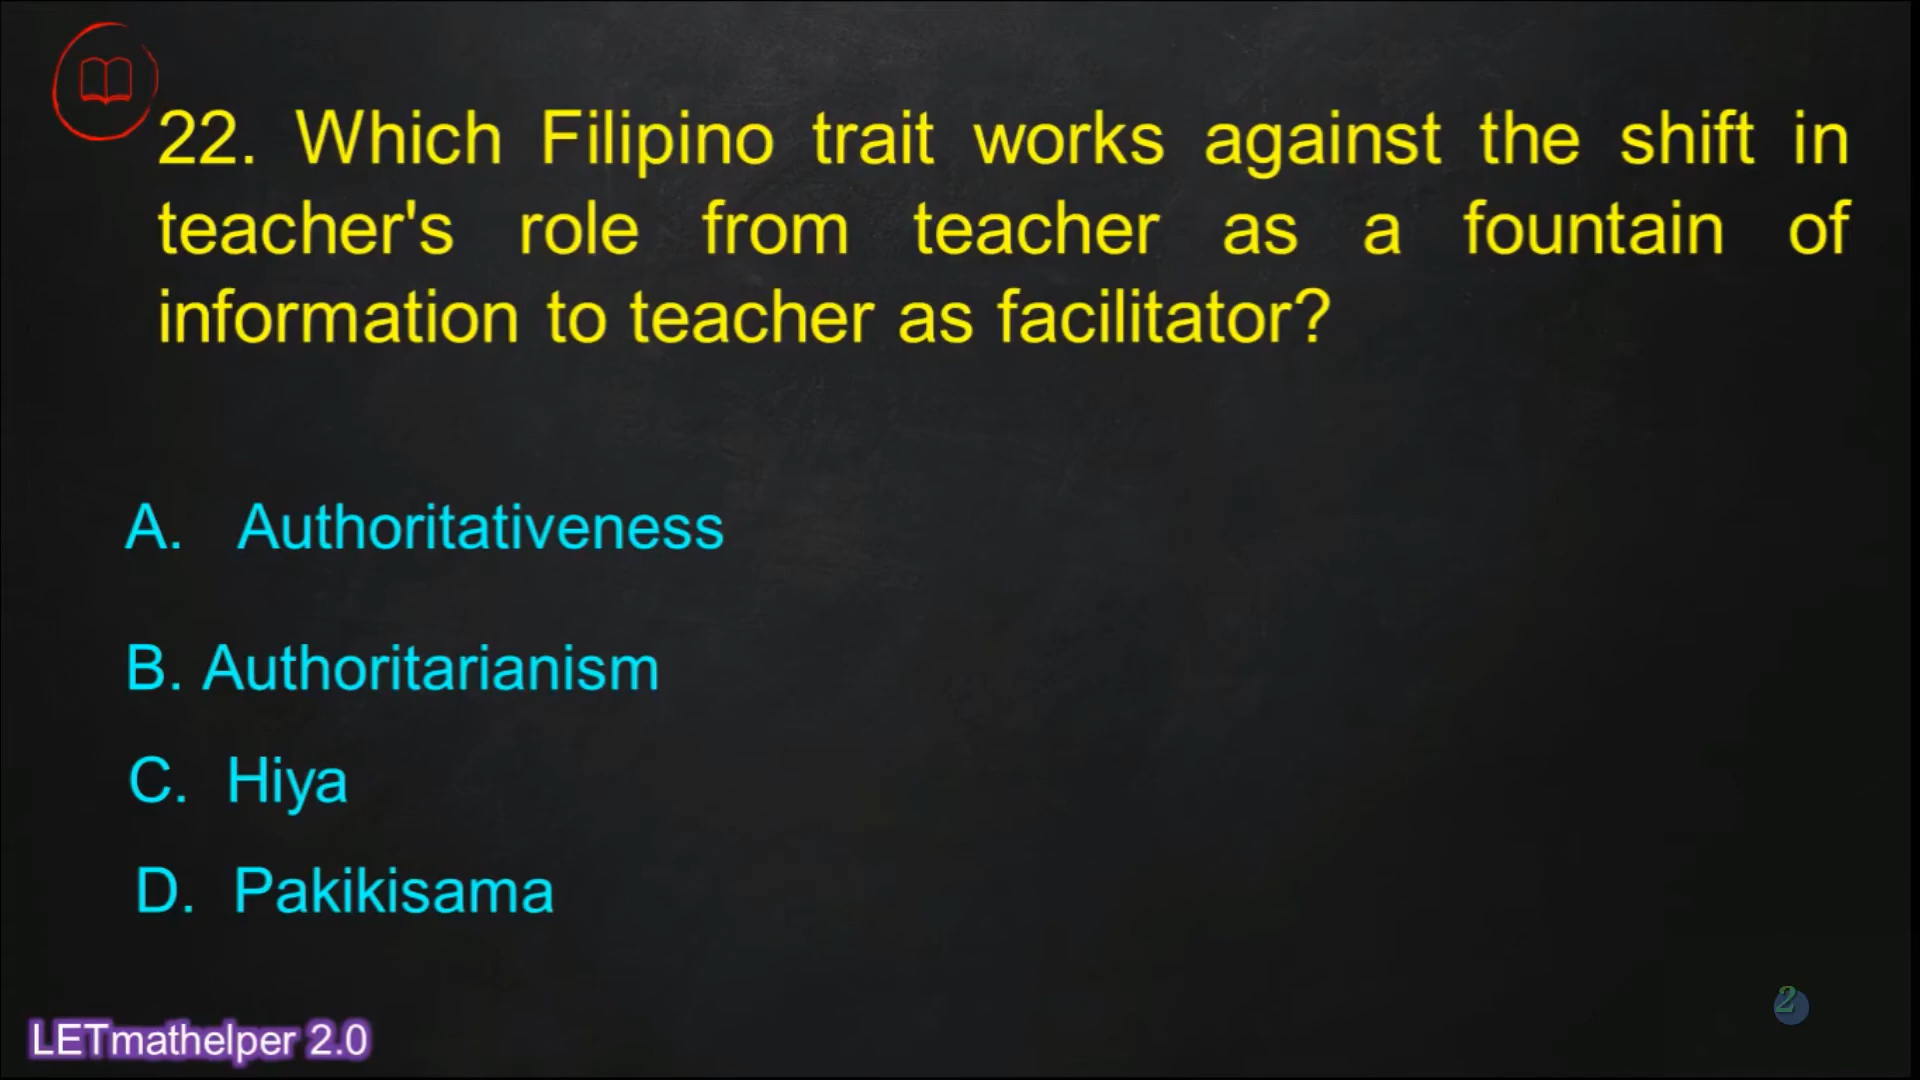 22. Which Filipino trait works against the shift in
teacher's role from teacher as a fountain of
information to teacher as facilitator?
A. Authoritativeness
B. Authoritarianism
C. Hiya
D. Pakikisama
2
LETmathelper 2.0